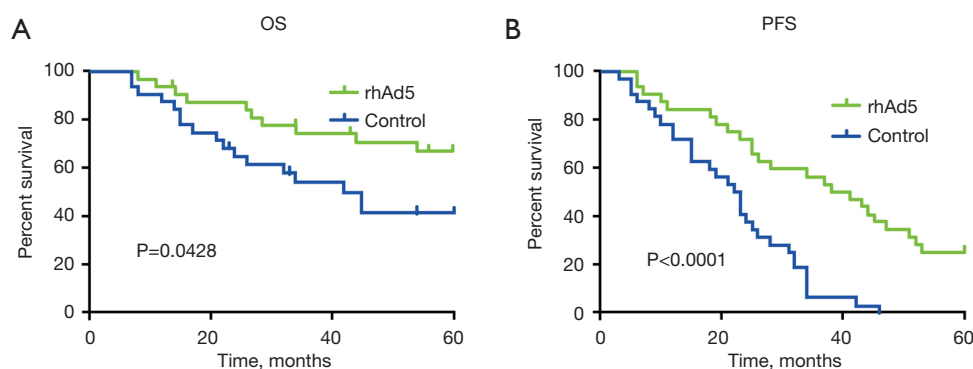 A
OS
100
80
60
40
20
0
Percent survival
rhAd5
Control
P=0.0428
0 20 40 60
Time, months
B
PFS
100
80
60
40
20
0
Percent survival
rhAd5
Control
P<0.0001
0 20 40 60
Time, months